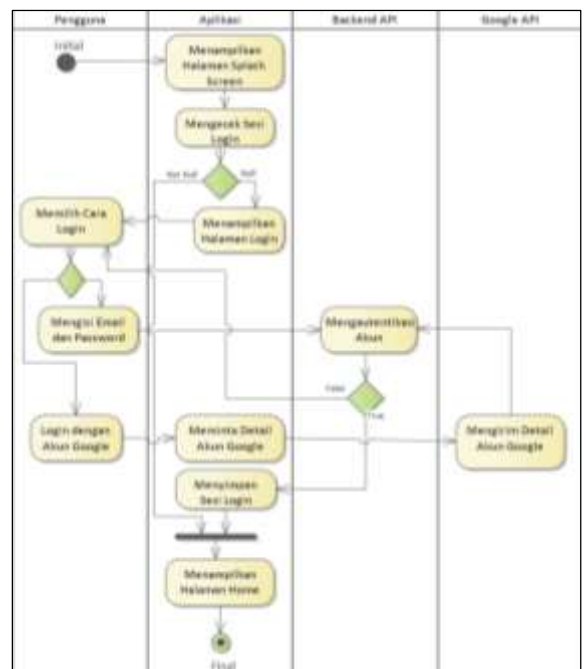 Pengguna
Aplikasi
Backend API
Google API
Initial
Menampilkan
Halaman Splash
Screen
Mengecek Sesi
Login
Not Null
Null
Memilih Cara
Login
Menampilkan
Halaman Login
Mengisi Email
dan Password
Mengautentikasi
Akun
False
True
Login dengan
Akun Google
Meminta Detail
Akun Google
Mengirim Detail
Akun Google
Menyimpan
Sesi Login
Menampilkan
Halaman Home
Final